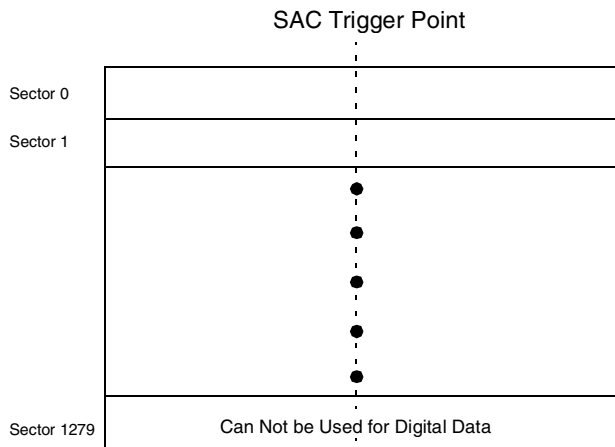 SAC Trigger Point
Sector 0
Sector 1
Sector 1279
Can Not be Used for Digital Data